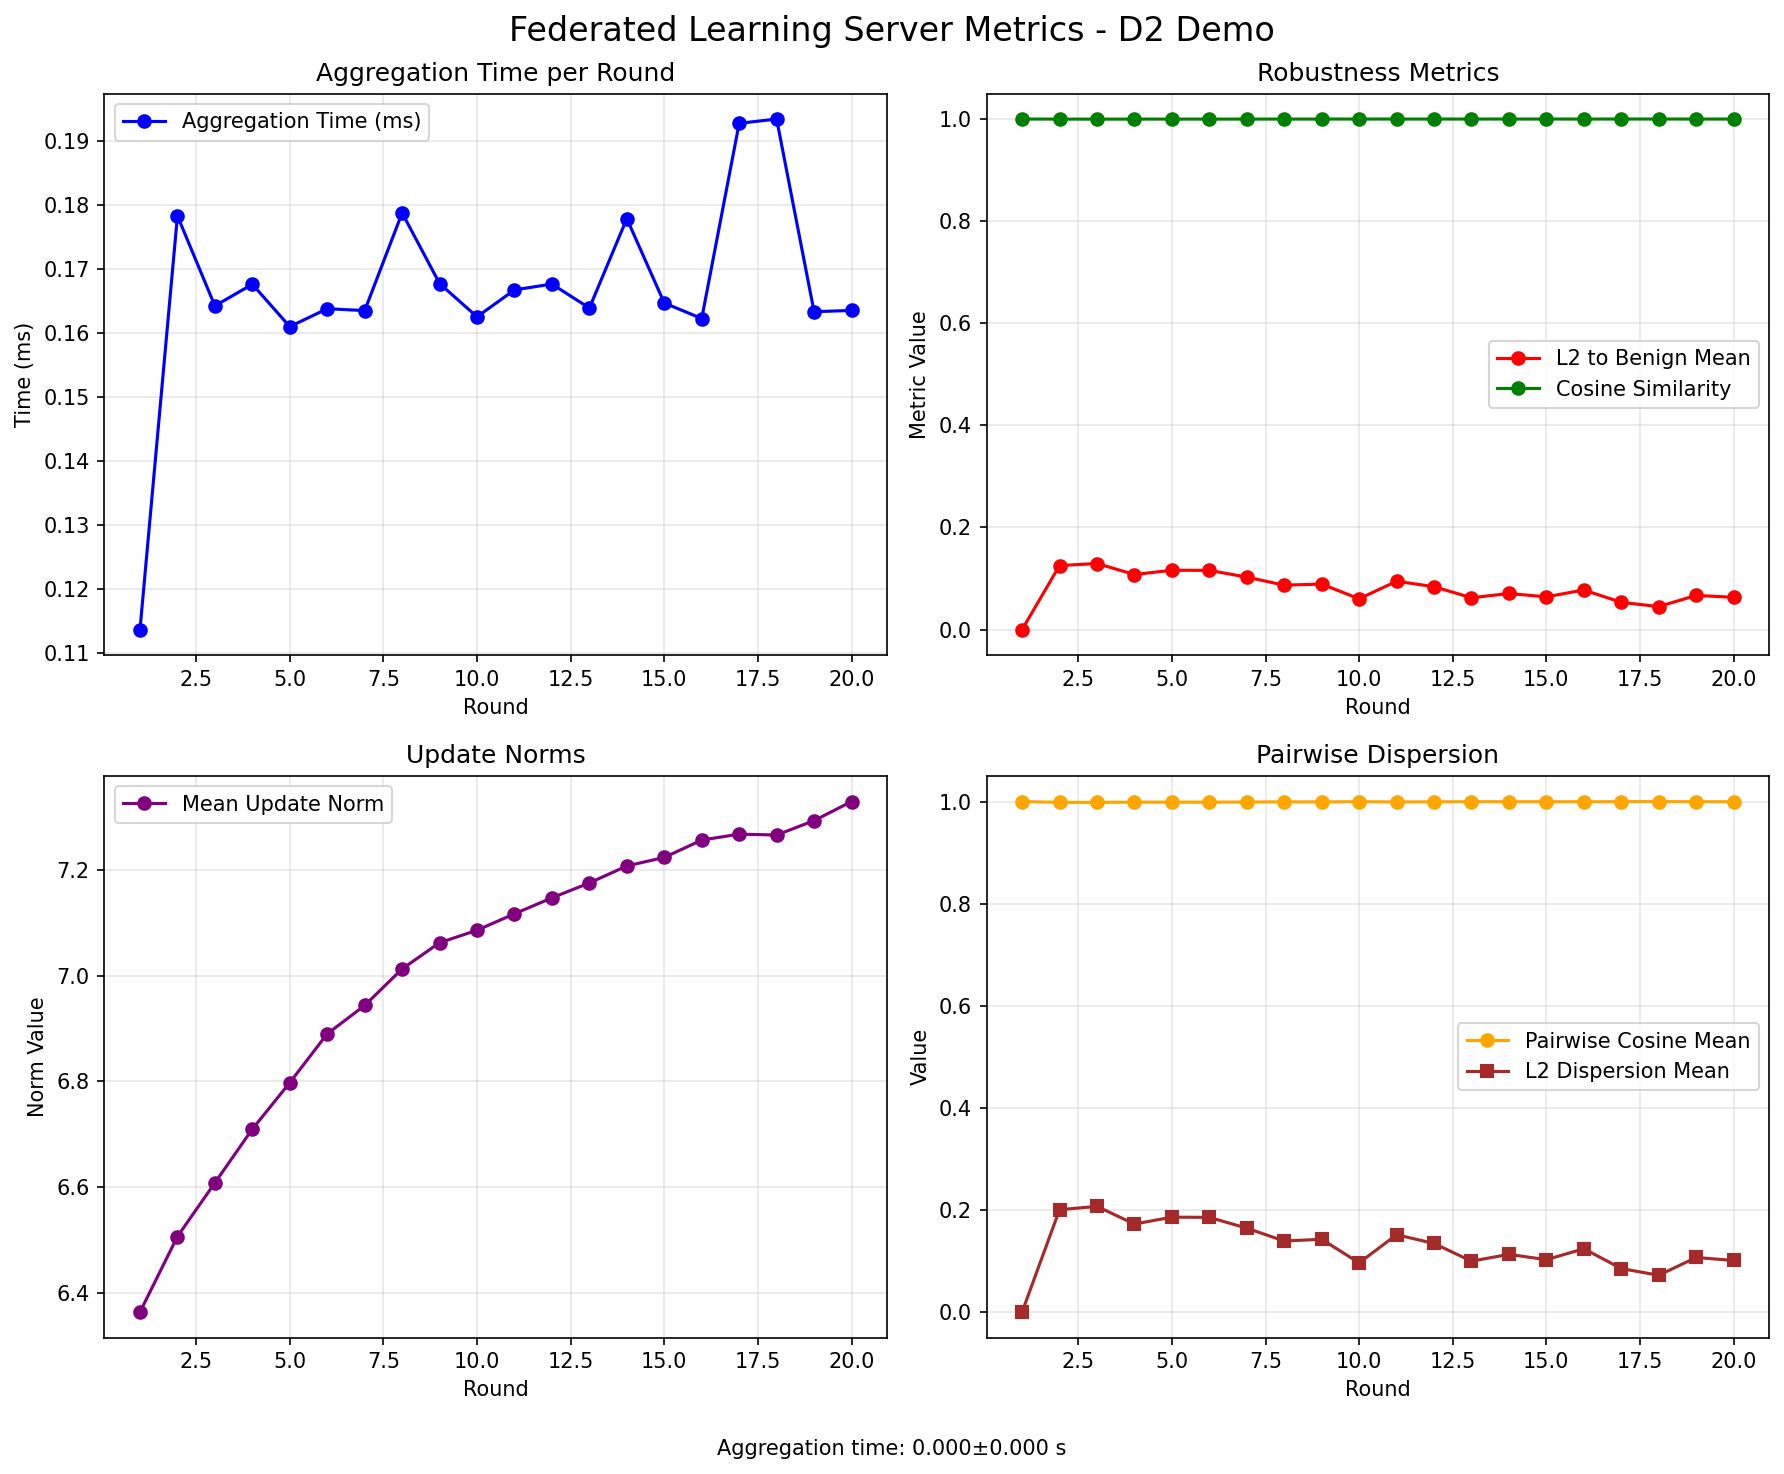 Federated Learning Server Metrics - D2 Demo
Aggregation Time per Round
Aggregation Time (ms)
Time (ms)
0.19
0.18
0.17
0.16
0.15
0.14
0.13
0.12
0.11
2.5 5.0 7.5 10.0 12.5 15.0 17.5 20.0
Round
Robustness Metrics
Metric Value
1.0
0.8
0.6
0.4
0.2
0.0
L2 to Benign Mean
Cosine Similarity
2.5 5.0 7.5 10.0 12.5 15.0 17.5 20.0
Round
Update Norms
Mean Update Norm
Norm Value
7.2
7.0
6.8
6.6
6.4
2.5 5.0 7.5 10.0 12.5 15.0 17.5 20.0
Round
Pairwise Dispersion
Value
1.0
0.8
0.6
0.4
0.2
0.0
Pairwise Cosine Mean
L2 Dispersion Mean
2.5 5.0 7.5 10.0 12.5 15.0 17.5 20.0
Round
Aggregation time: 0.000±0.000 s